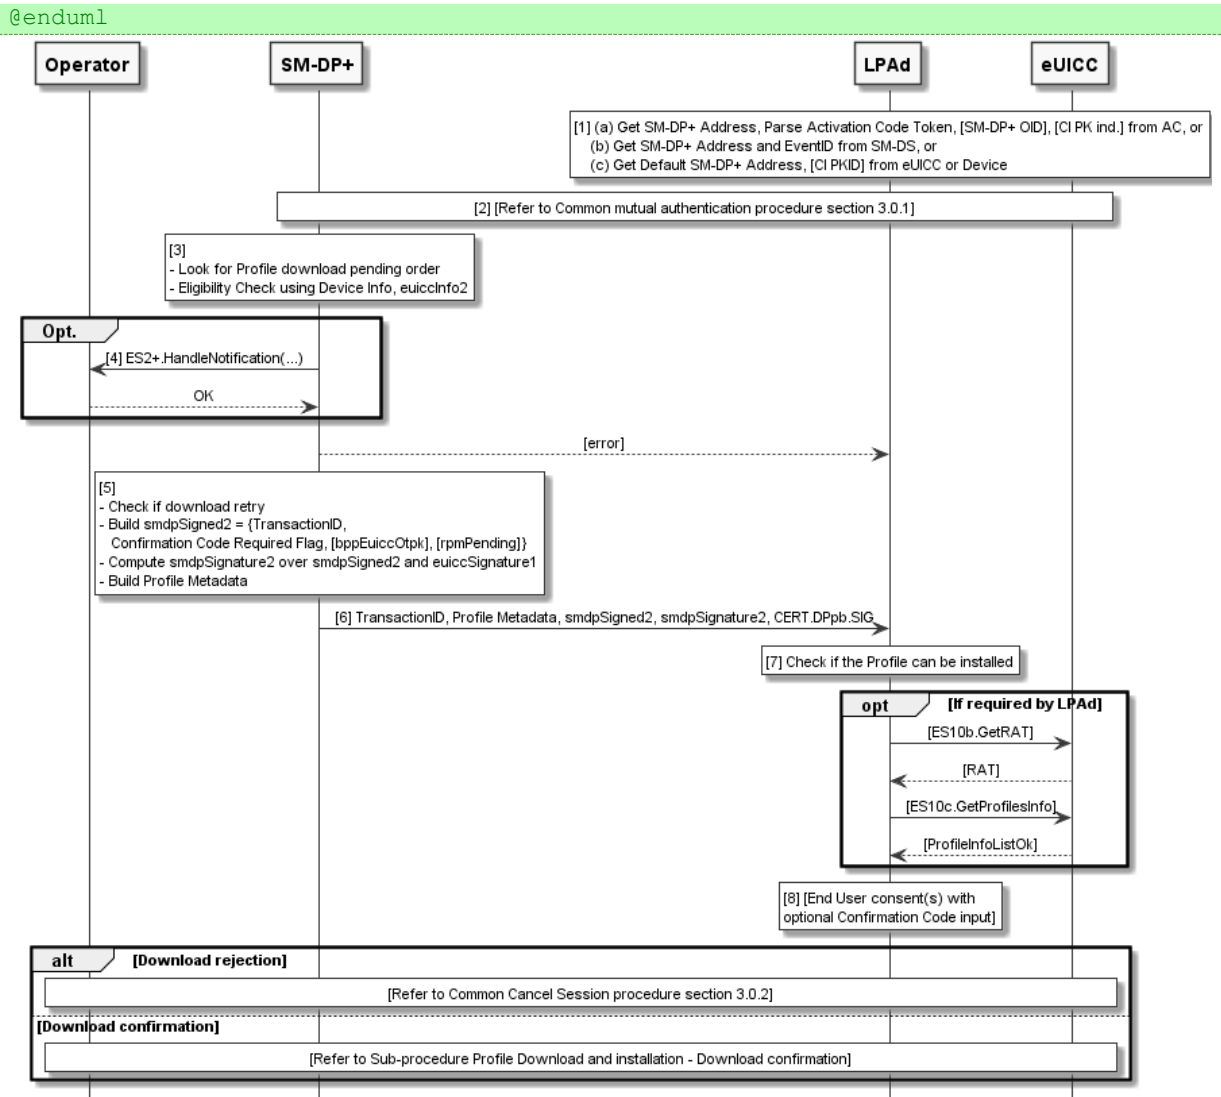 @enduml
Operator
SM-DP+
LPAd
eUICC
[1] (a) Get SM-DP+ Address, Parse Activation Code Token, [SM-DP+ OID], [CI PK ind.] from AC, or
(b) Get SM-DP+ Address and EventID from SM-DS, or
(c) Get Default SM-DP+ Address, [CI PKID] from eUICC or Device
[2] [Refer to Common mutual authentication procedure section 3.0.1]
[3]
- Look for Profile download pending order
- Eligibility Check using Device Info, euiccInfo2
Opt.
[4] ES2+.HandleNotification(...)
OK
[error]
[5]
- Check if download retry
- Build smdpSigned2 = {TransactionID,
Confirmation Code Required Flag, [bppEuiccOtpk], [rpmPending]}
- Compute smdpSignature2 over smdpSigned2 and euiccSignature1
- Build Profile Metadata
[6] TransactionID, Profile Metadata, smdpSigned2, smdpSignature2, CERT.DPpb.SIG
[7] Check if the Profile can be installed
opt
[If required by LPAd]
[ES10b.GetRAT]
[RAT]
[ES10c.GetProfilesInfo]
[ProfileInfoListOk]
[8] [End User consent(s) with
optional Confirmation Code input]
alt
[Download rejection]
[Refer to Common Cancel Session procedure section 3.0.2]
[Download confirmation]
[Refer to Sub-procedure Profile Download and installation - Download confirmation]